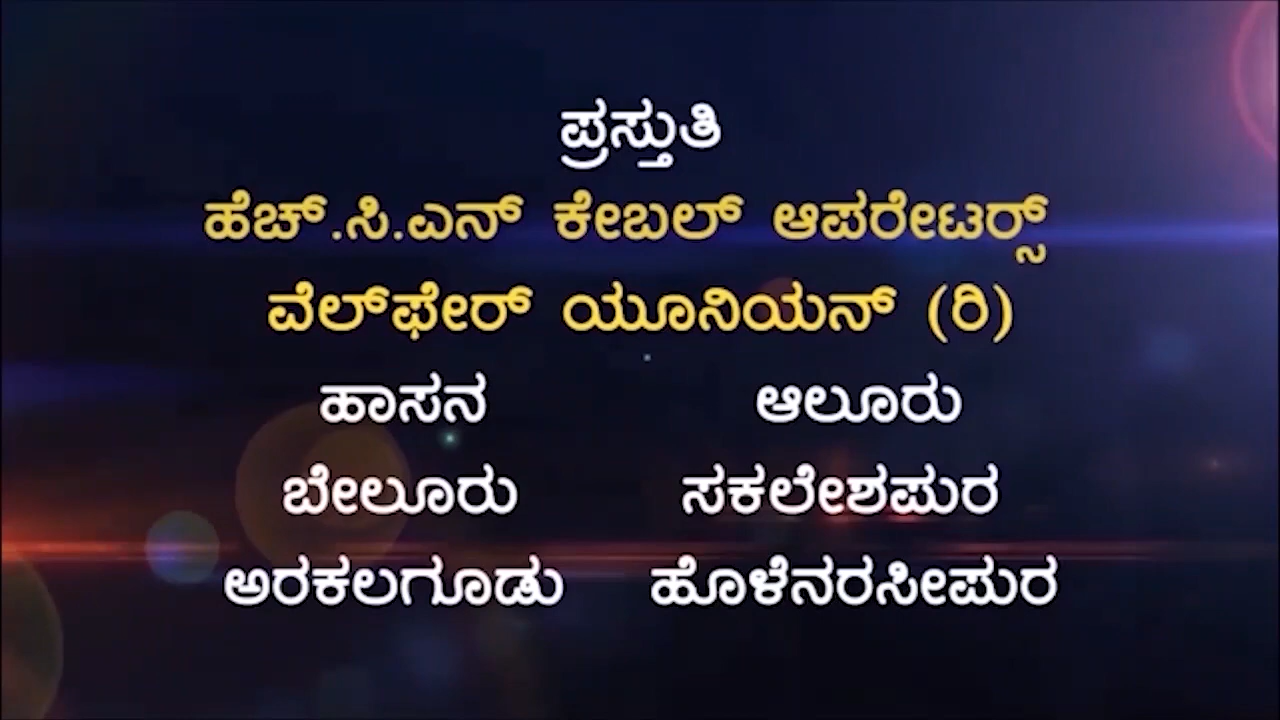 ಪ್ರಸ್ತುತಿ
ಹೆಚ್.ಸಿ.ಎನ್ ಕೇಬಲ್ ಆಪರೇಟರ‍್ಸ್
ವೆಲ್‌ಫೇರ್ ಯೂನಿಯನ್ (ರಿ)
ಹಾಸನ ಆಲೂರು
ಬೇಲೂರು ಸಕಲೇಶಪುರ
ಅರಕಲಗೂಡು ಹೊಳೆನರಸೀಪುರ